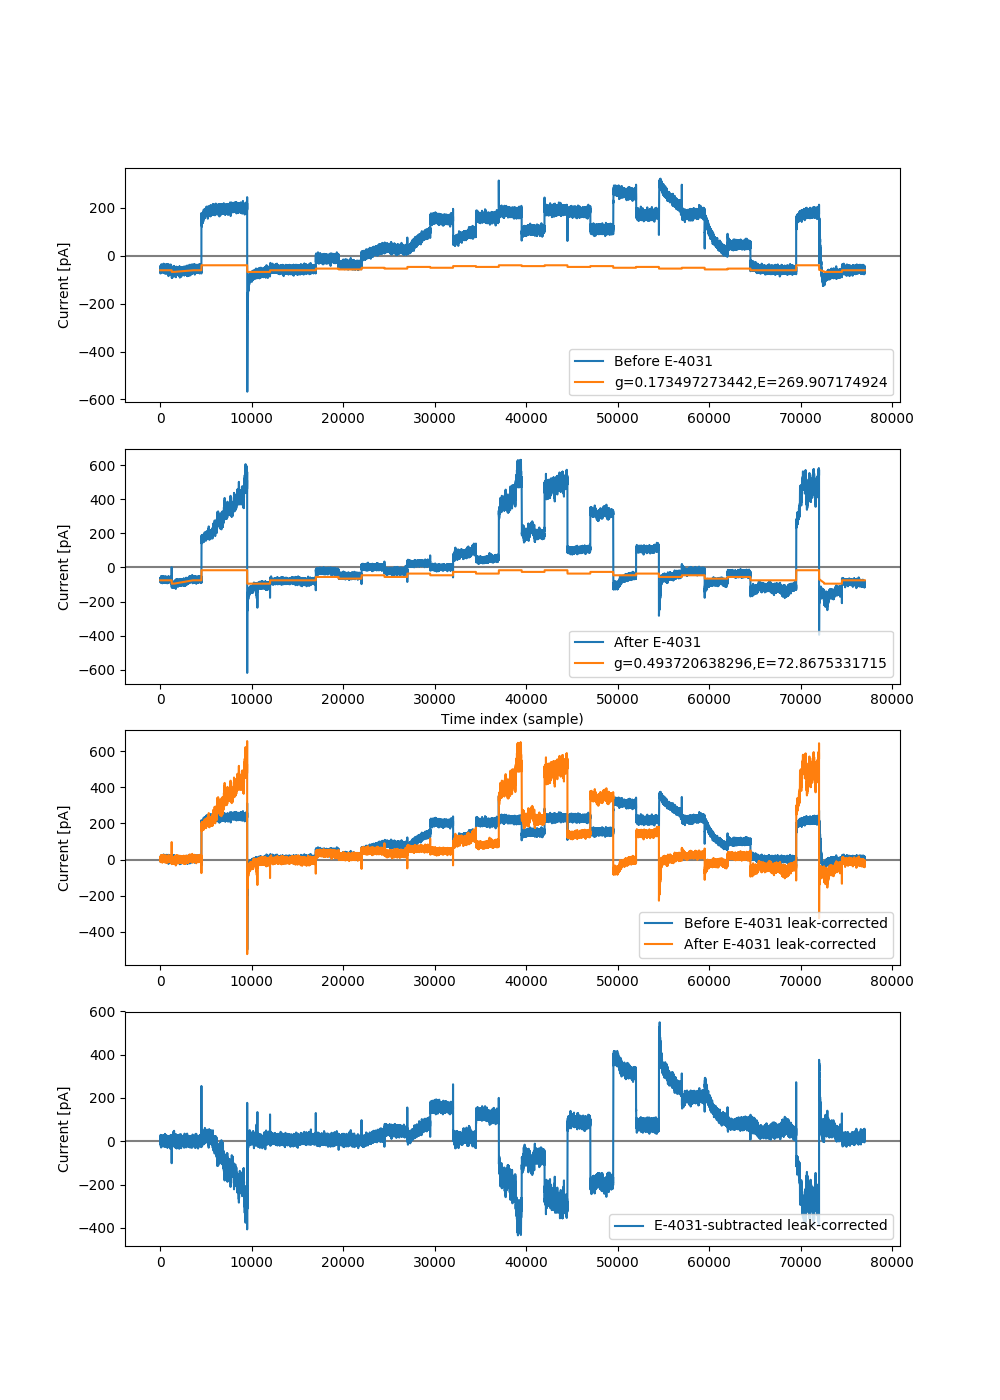 200
0
−200
−400
−600
Current [pA]
Before E-4031
g=0.173497273442,E=269.907174924
0 10000 20000 30000 40000 50000 60000 70000 80000
600
400
200
0
−200
−400
−600
Current [pA]
After E-4031
g=0.493720638296,E=72.8675331715
0 10000 20000 30000 40000 50000 60000 70000 80000
Time index (sample)
600
400
200
0
−200
−400
Current [pA]
Before E-4031 leak-corrected
After E-4031 leak-corrected
0 10000 20000 30000 40000 50000 60000 70000 80000
600
400
200
0
−200
−400
Current [pA]
E-4031-subtracted leak-corrected
0 10000 20000 30000 40000 50000 60000 70000 80000